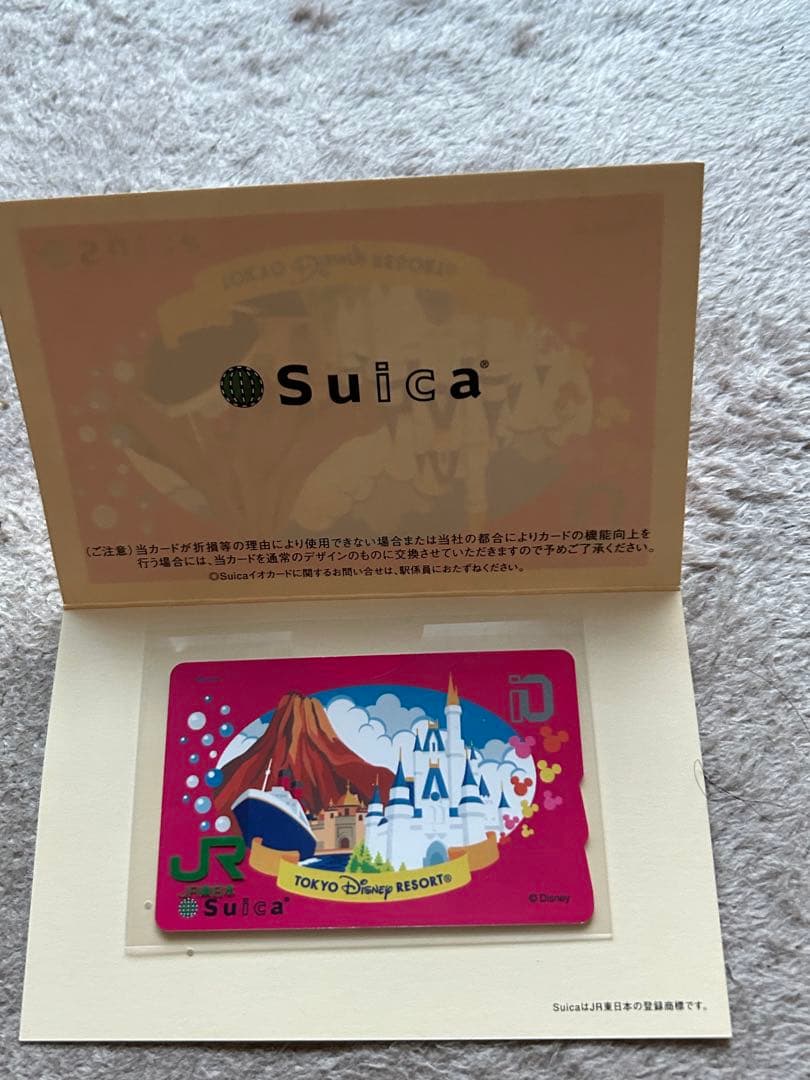 Suica®
(ご注意)当カードが折損等の理由により使用できない場合または当社の都合によりカードの機能向上を
行う場合には、当カードを通常のデザインのものに交換させていただきますので予めご了承ください。
◎Suicaイオカードに関するお問い合せは、駅係員におたずねください。
iO
JR
JR東日本
TOKYO Disney RESORT®
Suica®
© Disney
SuicaはJR東日本の登録商標です。